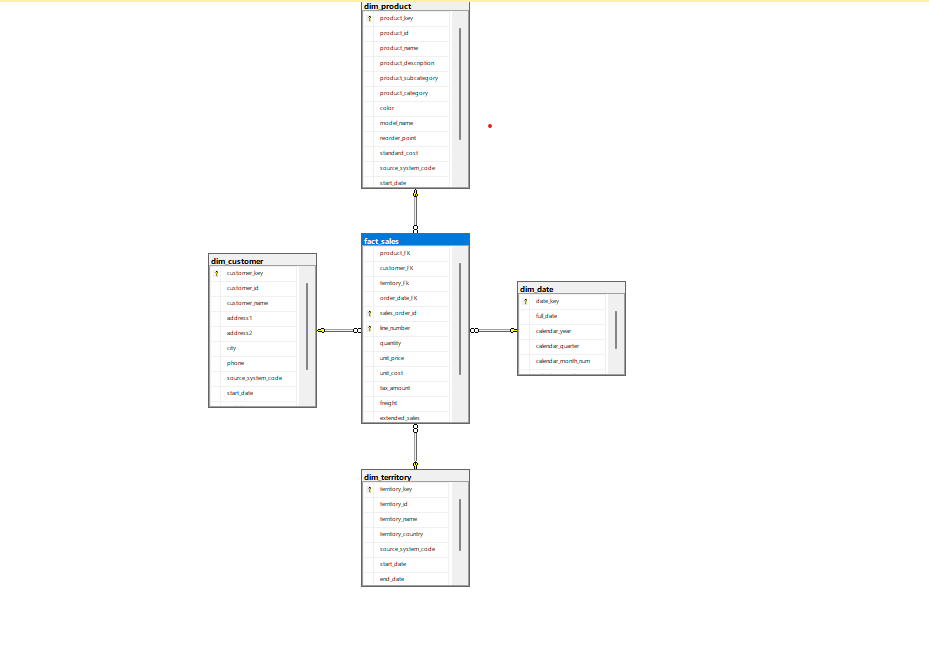 dim_product
product_key
product_id
product_name
product_description
product_subcategory
product_category
color
model_name
reorder_point
standard_cost
source_system_code
start_date
fact_sales
product_FK
customer_FK
territory_FK
order_date_FK
sales_order_id
line_number
quantity
unit_price
unit_cost
tax_amount
freight
extended_sales
dim_customer
customer_key
customer_id
customer_name
address1
address2
city
phone
source_system_code
start_date
dim_date
date_key
full_date
calendar_year
calendar_quarter
calendar_month_num
dim_territory
territory_key
territory_id
territory_name
territory_country
source_system_code
start_date
end_date